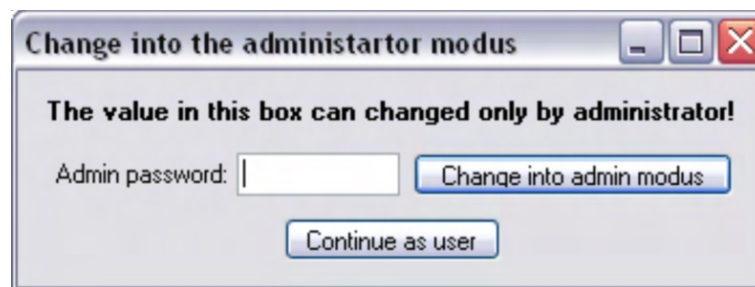 Change into the administartor modus
The value in this box can changed only by administrator!
Admin password: Change into admin modus
Continue as user